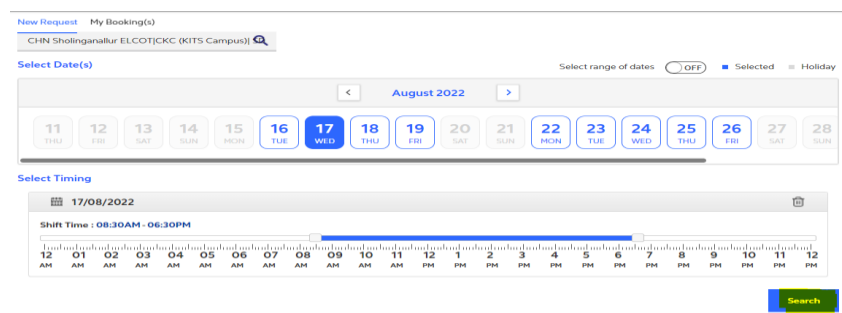 New Request My Booking(s)
CHN Sholinganallur ELCOT|CKC (KITS Campus)|
Select Date(s) Select range of dates OFF Selected Holiday
< August 2022 >
11 12 13 14 15 16 17 18 19 20 21 22 23 24 25 26 27 28
THU FRI SAT SUN MON TUE WED THU FRI SAT SUN MON TUE WED THU FRI SAT SUN
Select Timing
17/08/2022
Shift Time : 08:30AM - 06:30PM
12 01 02 03 04 05 06 07 08 09 10 11 12 1 2 3 4 5 6 7 8 9 10 11 12
AM AM AM AM AM AM AM AM AM AM AM AM PM PM PM PM PM PM PM PM PM PM PM PM PM
Search